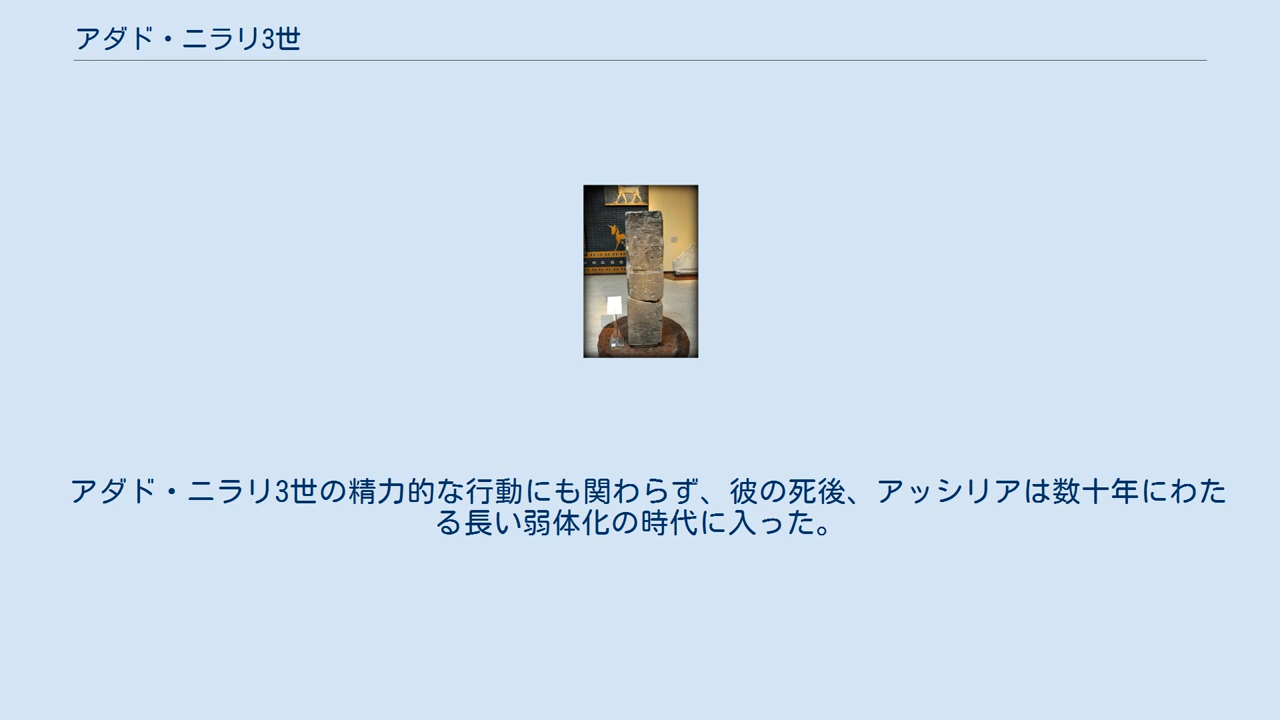 アダド・ニラリ3世
アダド・ニラリ3世の精力的な行動にも関わらず、彼の死後、アッシリアは数十年にわた
る長い弱体化の時代に入った。